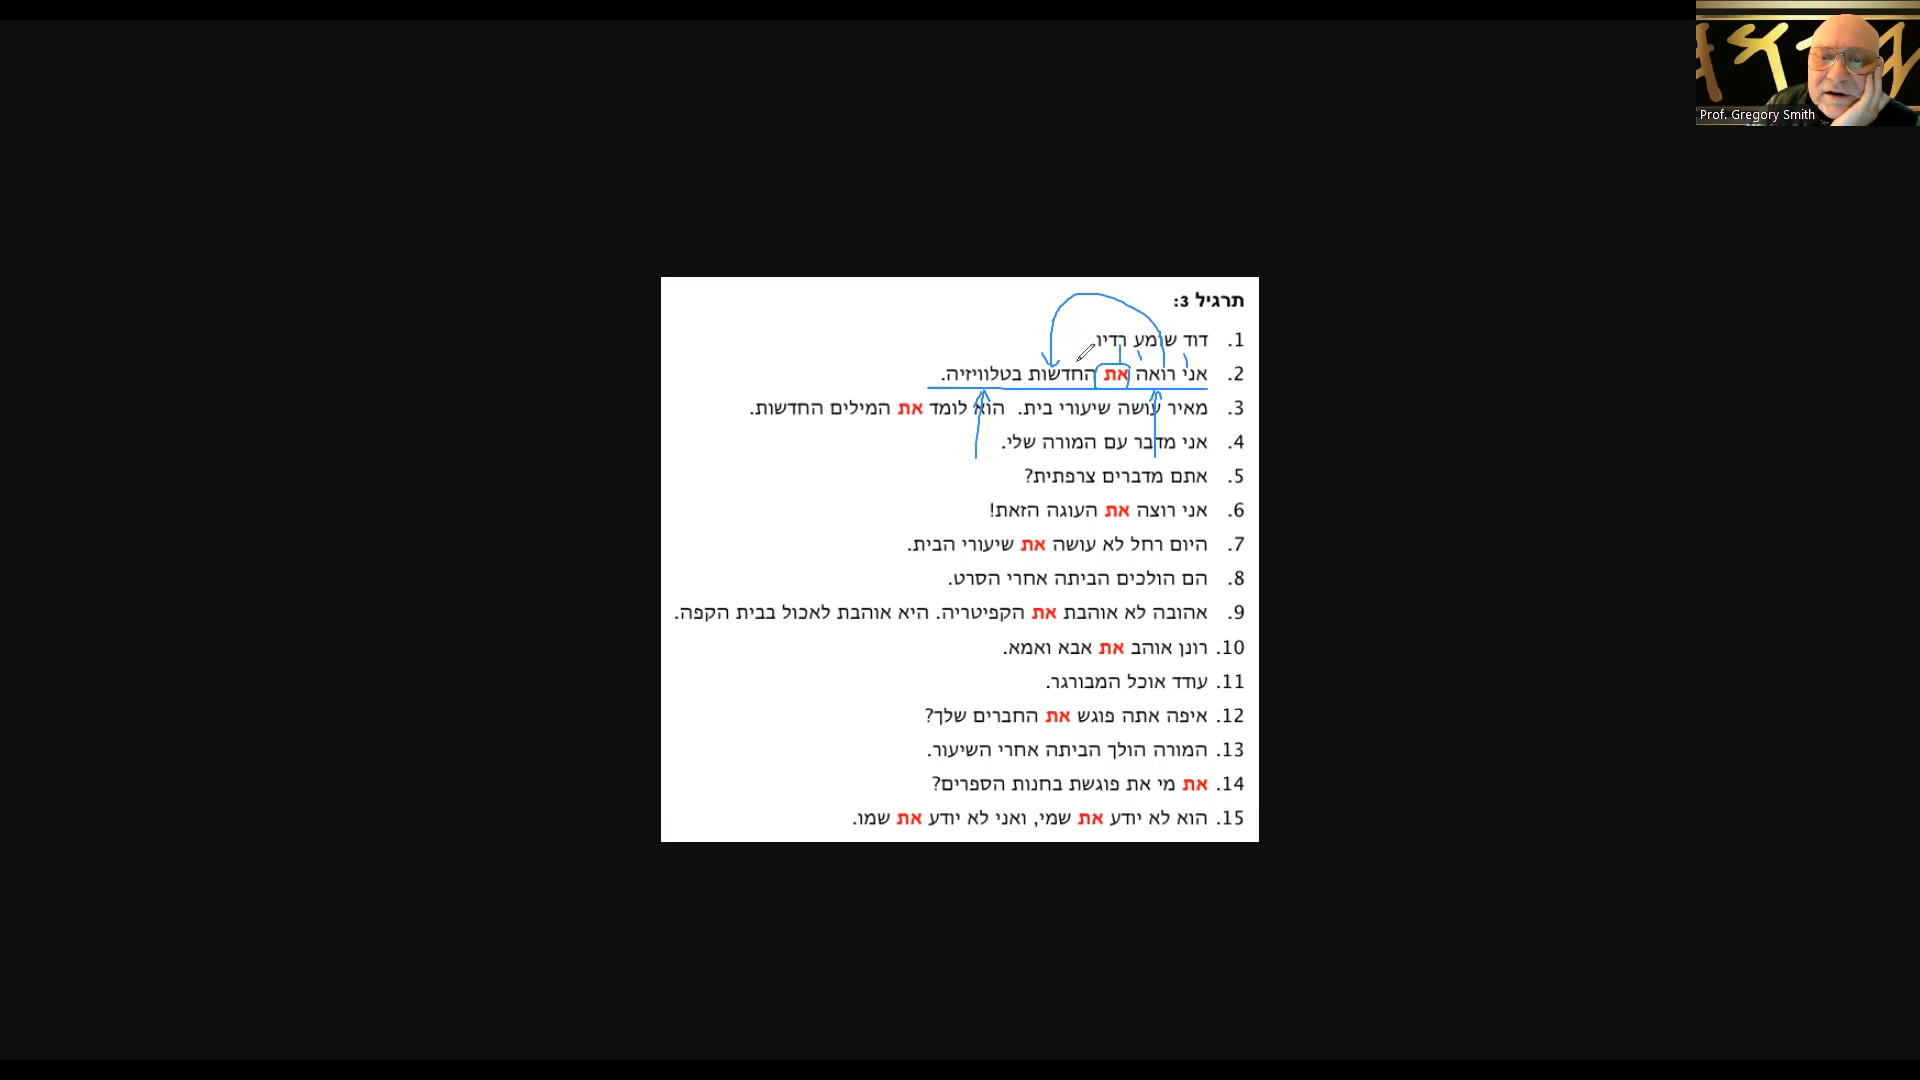 Prof. Gregory Smith
תרגיל 3:
1. דוד שומע רדיו.
2. אני רואה את החדשות בטלוויזיה.
3. מאיר עושה שיעורי בית. הוא לומד את המילים החדשות.
4. אני מדבר עם המורה שלי.
5. אתם מדברים צרפתית?
6. אני רוצה את העוגה הזאת!
7. היום רחל לא עושה את שיעורי הבית.
8. הם הולכים הביתה אחרי הסרט.
9. אהובה לא אוהבת את הקפיטריה. היא אוהבת לאכול בבית הקפה.
10. רונן אוהב את אבא ואמא.
11. עודד אוכל המבורגר.
12. איפה אתה פוגש את החברים שלך?
13. המורה הולך הביתה אחרי השיעור.
14. את מי את פוגשת בחנות הספרים?
15. הוא לא יודע את שמי, ואני לא יודע את שמו.